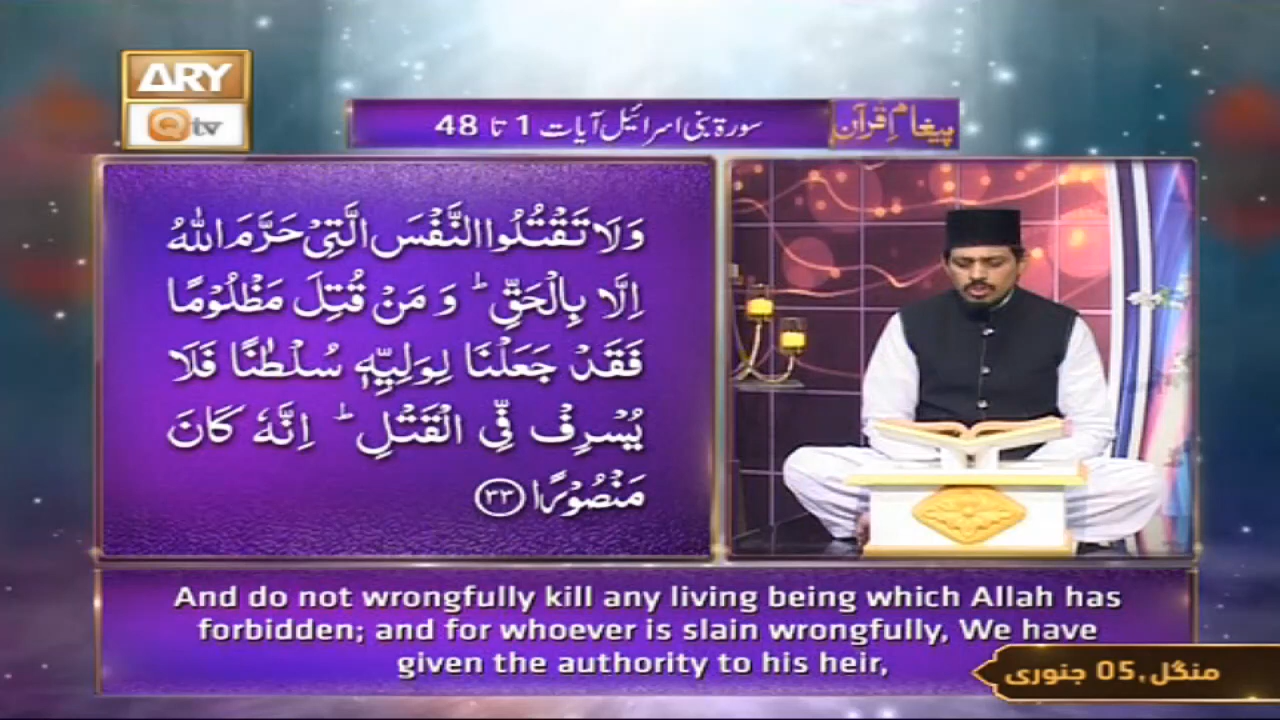 ARY
Qtv
پیغامِ قرآن
سورۃ بنی اسرائیل آیات 1 تا 48
وَلَا تَقْتُلُوا النَّفْسَ الَّتِیْ حَرَّمَ اللّٰهُ
اِلَّا بِالْحَقِّ ؕ وَ مَنْ قُتِلَ مَظْلُوْمًا
فَقَدْ جَعَلْنَا لِوَلِیِّهٖ سُلْطٰنًا فَلَا
یُسْرِفْ فِّی الْقَتْلِ ؕ اِنَّهٗ كَانَ
مَنْصُوْرًا ﴿۳۳﴾
And do not wrongfully kill any living being which Allah has
forbidden; and for whoever is slain wrongfully, We have
given the authority to his heir,
منگل, 05 جنوری